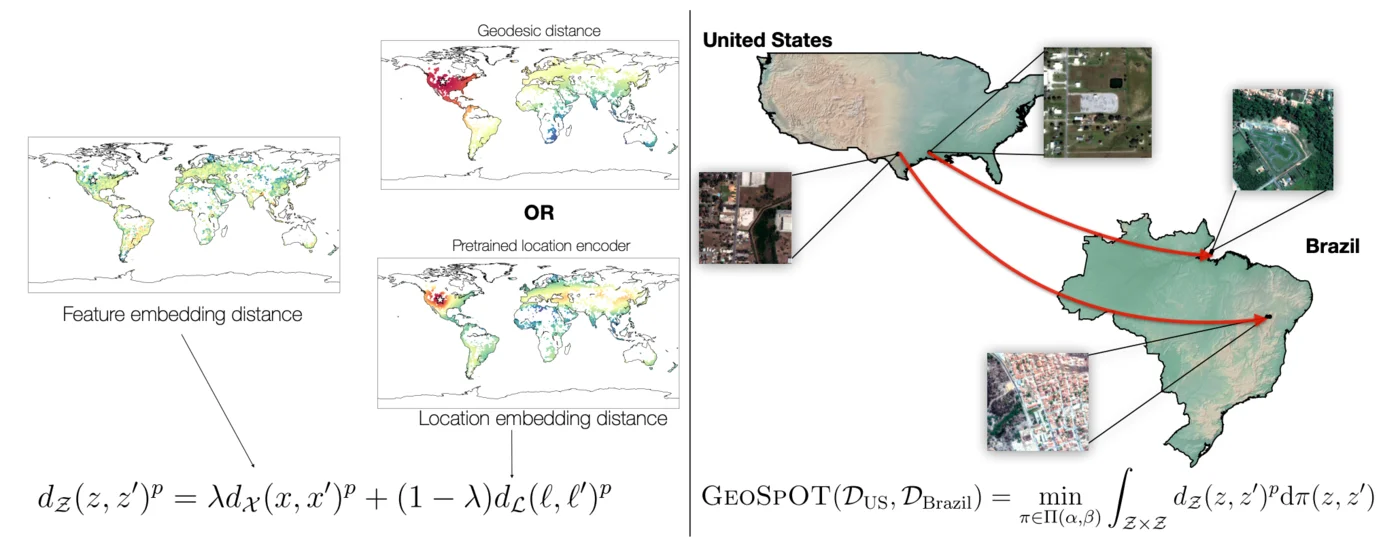 Geodesic distance
OR
Pretrained location encoder
Feature embedding distance
Location embedding distance
d_𝒵(z, z′)^p = λd_𝒳(x, x′)^p + (1 − λ)d_ℒ(ℓ, ℓ′)^p
United States
Brazil
GEOSPOT(𝒟_US, 𝒟_Brazil) = min_{π∈Π(α,β)} ∫_{𝒵×𝒵} d_𝒵(z, z′)^p dπ(z, z′)